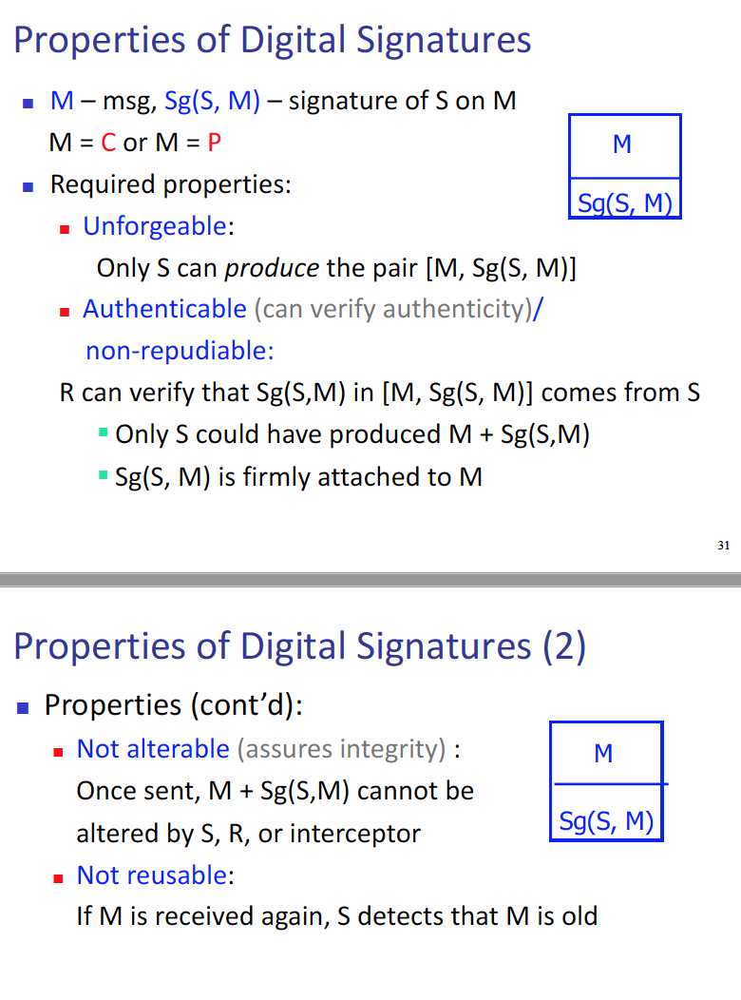 Properties of Digital Signatures
■ M – msg, Sg(S, M) – signature of S on M
M = C or M = P
■ Required properties:
■ Unforgeable:
Only S can produce the pair [M, Sg(S, M)]
■ Authenticable (can verify authenticity)/
non-repudiable:
R can verify that Sg(S,M) in [M, Sg(S, M)] comes from S
■ Only S could have produced M + Sg(S,M)
■ Sg(S, M) is firmly attached to M
M
Sg(S, M)
31
Properties of Digital Signatures (2)
■ Properties (cont’d):
■ Not alterable (assures integrity) :
Once sent, M + Sg(S,M) cannot be
altered by S, R, or interceptor
■ Not reusable:
If M is received again, S detects that M is old
M
Sg(S, M)